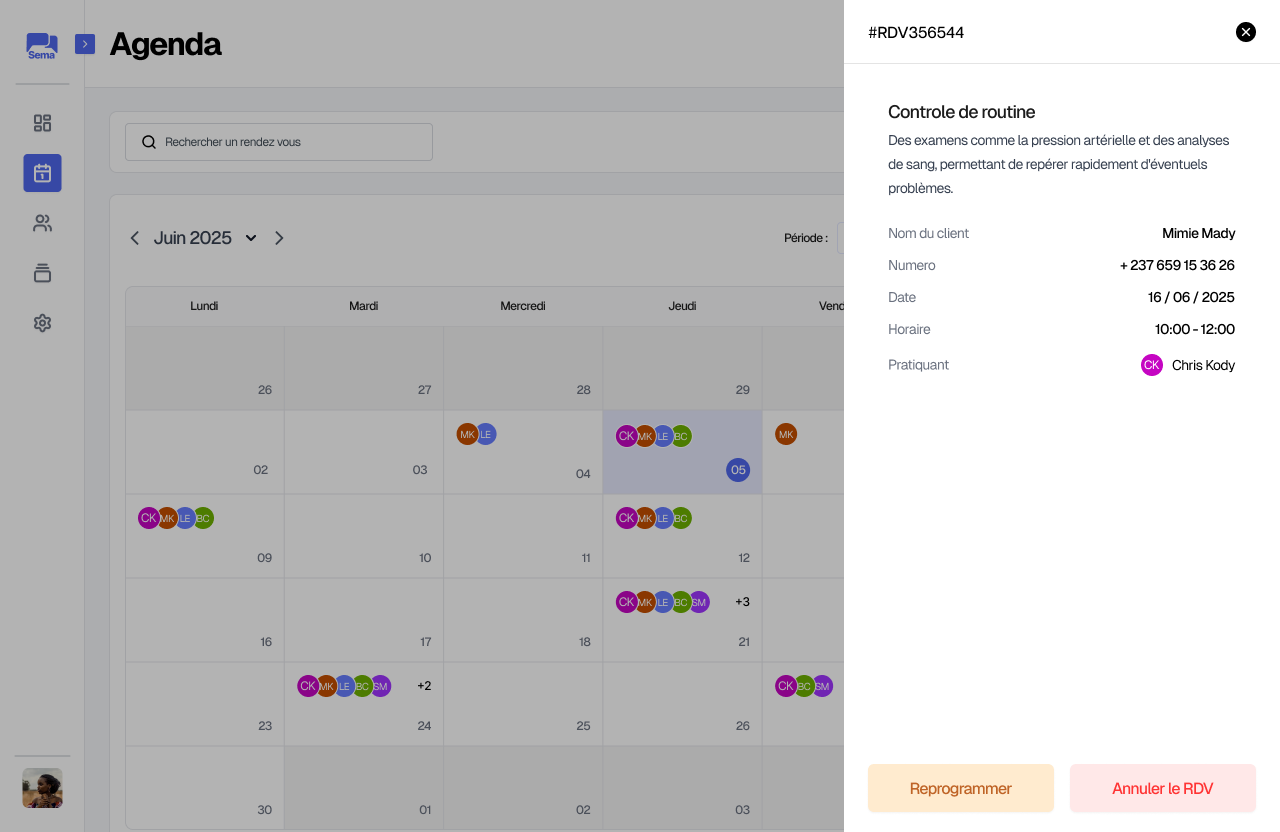 Sema
Agenda
#RDV356544
Rechercher un rendez vous
Juin 2025
Période :
Lundi Mardi Mercredi Jeudi
26 27 28 29
MK LE CK MK LE BC MK
02 03 04 05
CK MK LE BC CK MK LE BC
09 10 11 12
CK MK LE BC SM +3
16 17 18 21
CK MK LE BC SM +2 CK BC SM
23 24 25 26
30 01 02 03
Controle de routine
Des examens comme la pression artérielle et des analyses
de sang, permettant de repérer rapidement d'éventuels
problèmes.
Nom du client Mimie Mady
Numero + 237 659 15 36 26
Date 16 / 06 / 2025
Horaire 10:00 - 12:00
Pratiquant CK Chris Kody
Reprogrammer Annuler le RDV